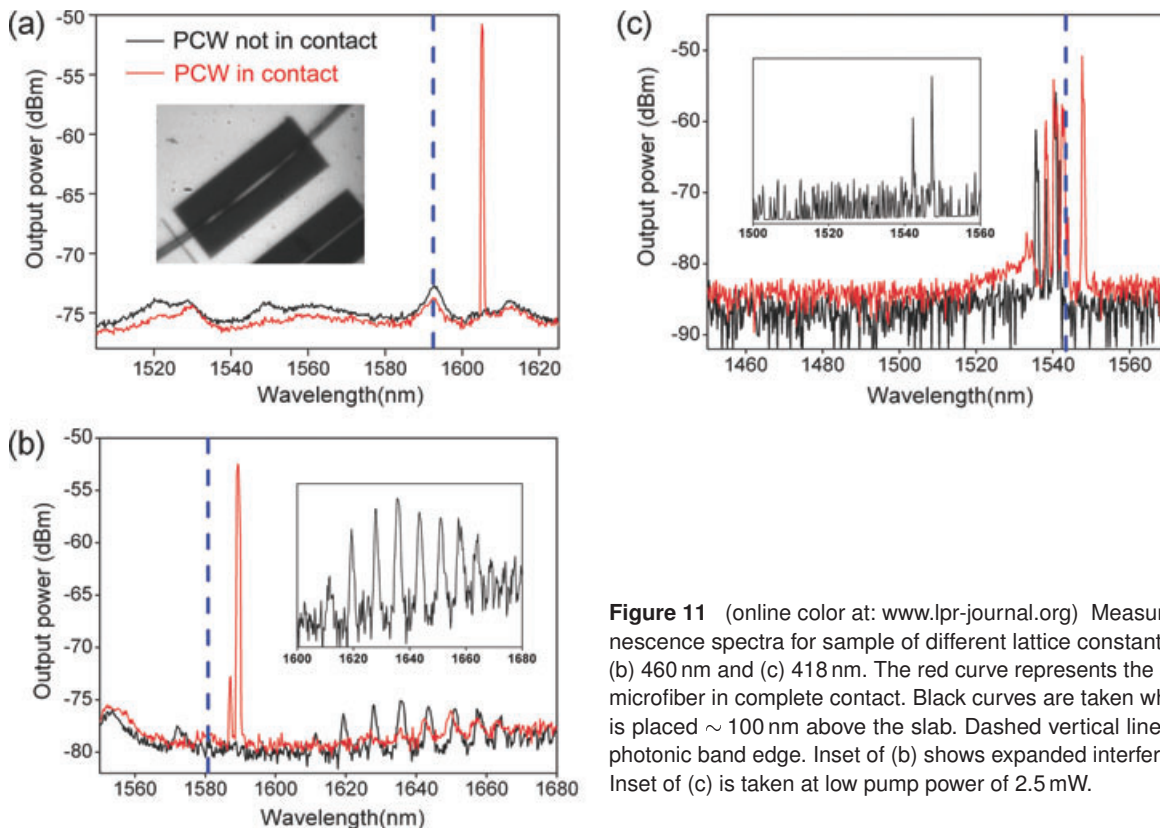 (a)
-50
-55
-60
-65
-70
-75
Output power (dBm)
PCW not in contact
PCW in contact
1520 1540 1560 1580 1600 1620
Wavelength(nm)
(c)
-50
-60
-70
-80
-90
Output power (dBm)
1500 1520 1540 1560
1460 1480 1500 1520 1540 1560
Wavelength(nm)
(b)
-50
-55
-60
-65
-70
-75
-80
Output power (dBm)
1600 1620 1640 1660 1680
1560 1580 1600 1620 1640 1660 1680
Wavelength(nm)
Figure 11 (online color at: www.lpr-journal.org) Measur
nescence spectra for sample of different lattice constant
(b) 460 nm and (c) 418 nm. The red curve represents the
microfiber in complete contact. Black curves are taken wh
is placed ∼ 100 nm above the slab. Dashed vertical line
photonic band edge. Inset of (b) shows expanded interfer
Inset of (c) is taken at low pump power of 2.5 mW.